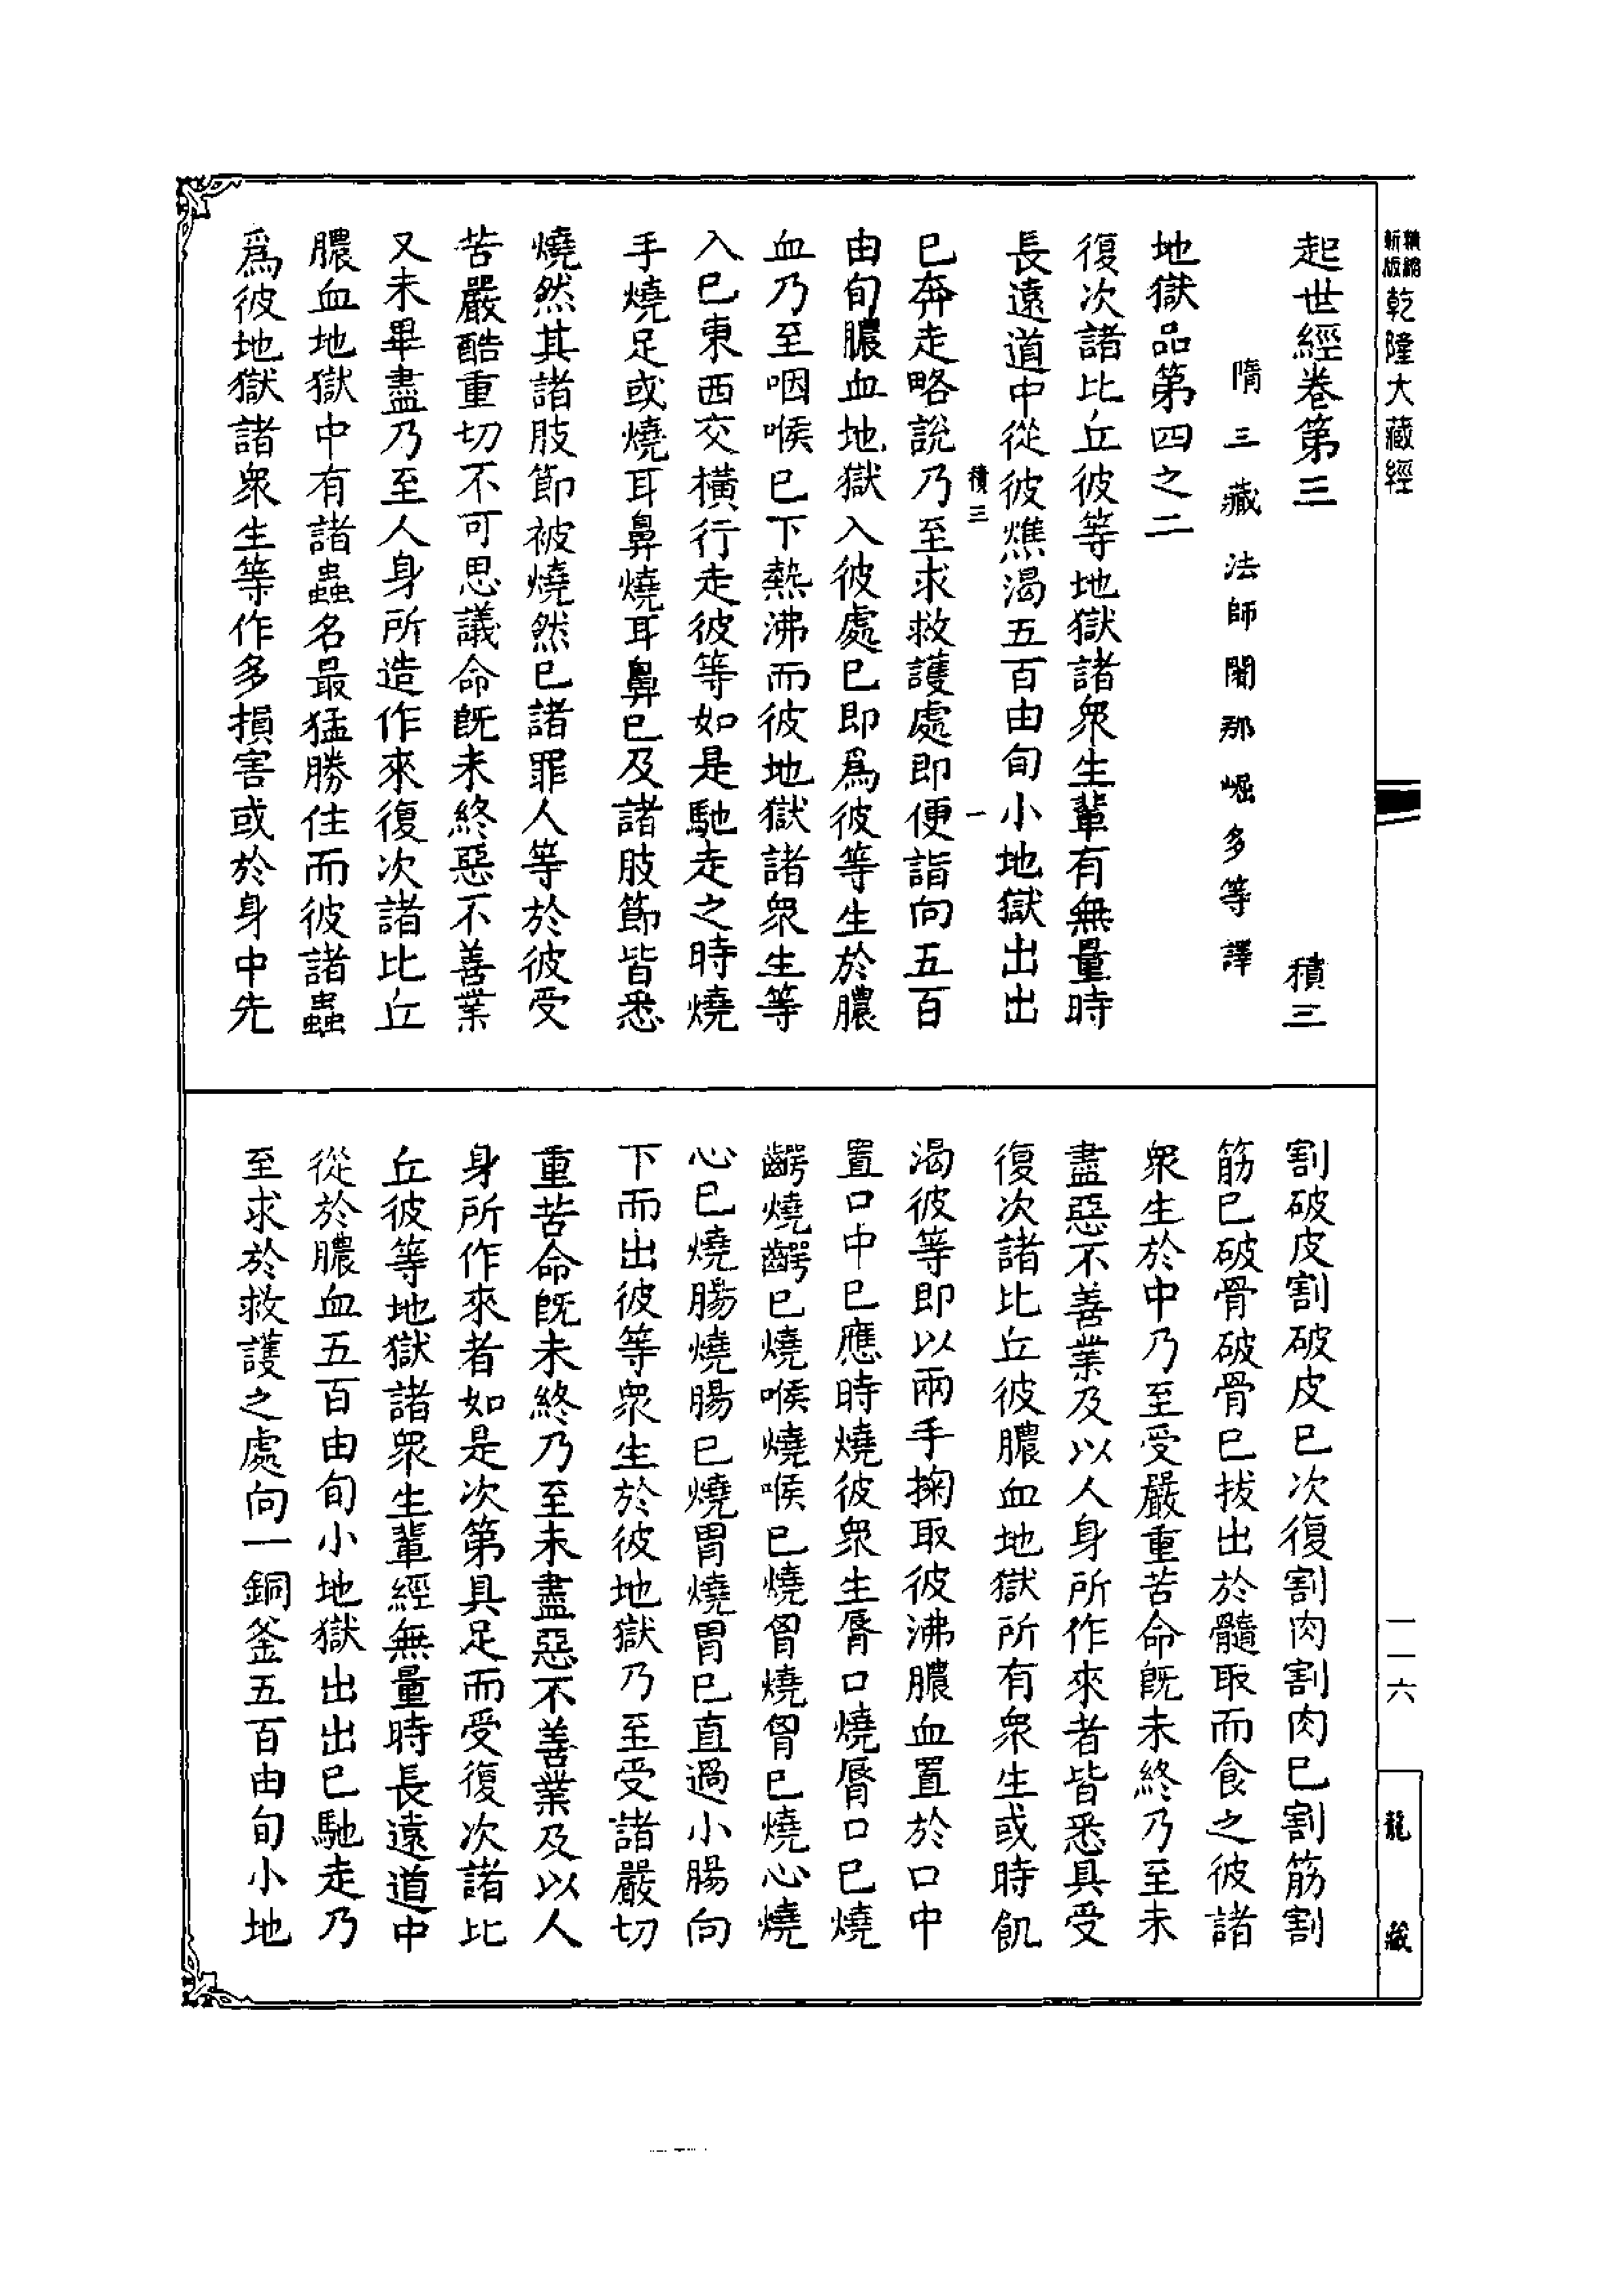 精縮
新版
乾隆大藏經
一一六
龍藏
起世經卷第三 積三
隋三藏法師闍那崛多等譯
地獄品第四之二
復次諸比丘彼等地獄諸衆生輩有無量時
長遠道中從彼燋渴五百由旬小地獄出出
積三 一
已奔走略說乃至求救護處即便詣向五百
由旬膿血地獄入彼處已即爲彼等生於膿
血乃至咽喉已下熱沸而彼地獄諸衆生等
入已東西交橫行走彼等如是馳走之時燒
手燒足或燒耳鼻燒耳鼻已及諸肢節皆悉
燒然其諸肢節被燒然已諸罪人等於彼受
苦嚴酷重切不可思議命既未終惡不善業
又未畢盡乃至人身所造作來復次諸比丘
膿血地獄中有諸蟲名最猛勝住而彼諸蟲
爲彼地獄諸衆生等作多損害或於身中先
割破皮割破皮已次復割肉割肉已割筋割
筋已破骨破骨已拔出於髓取而食之彼諸
衆生於中乃至受嚴重苦命既未終乃至未
盡惡不善業及以人身所作來者皆悉具受
復次諸比丘彼膿血地獄所有衆生或時飢
渴彼等即以兩手掬取彼沸膿血置於口中
置口中已應時燒彼衆生脣口燒脣口已燒
齶燒齶已燒喉燒喉已燒胷燒胷已燒心燒
心已燒腸燒腸已燒胃燒胃已直過小腸向
下而出彼等衆生於彼地獄乃至受諸嚴切
重苦命既未終乃至未盡惡不善業及以人
身所作來者如是次第具足而受復次諸比
丘彼等地獄諸衆生輩經無量時長遠道中
從於膿血五百由旬小地獄出出已馳走乃
至求於救護之處向一銅釜五百由旬小地